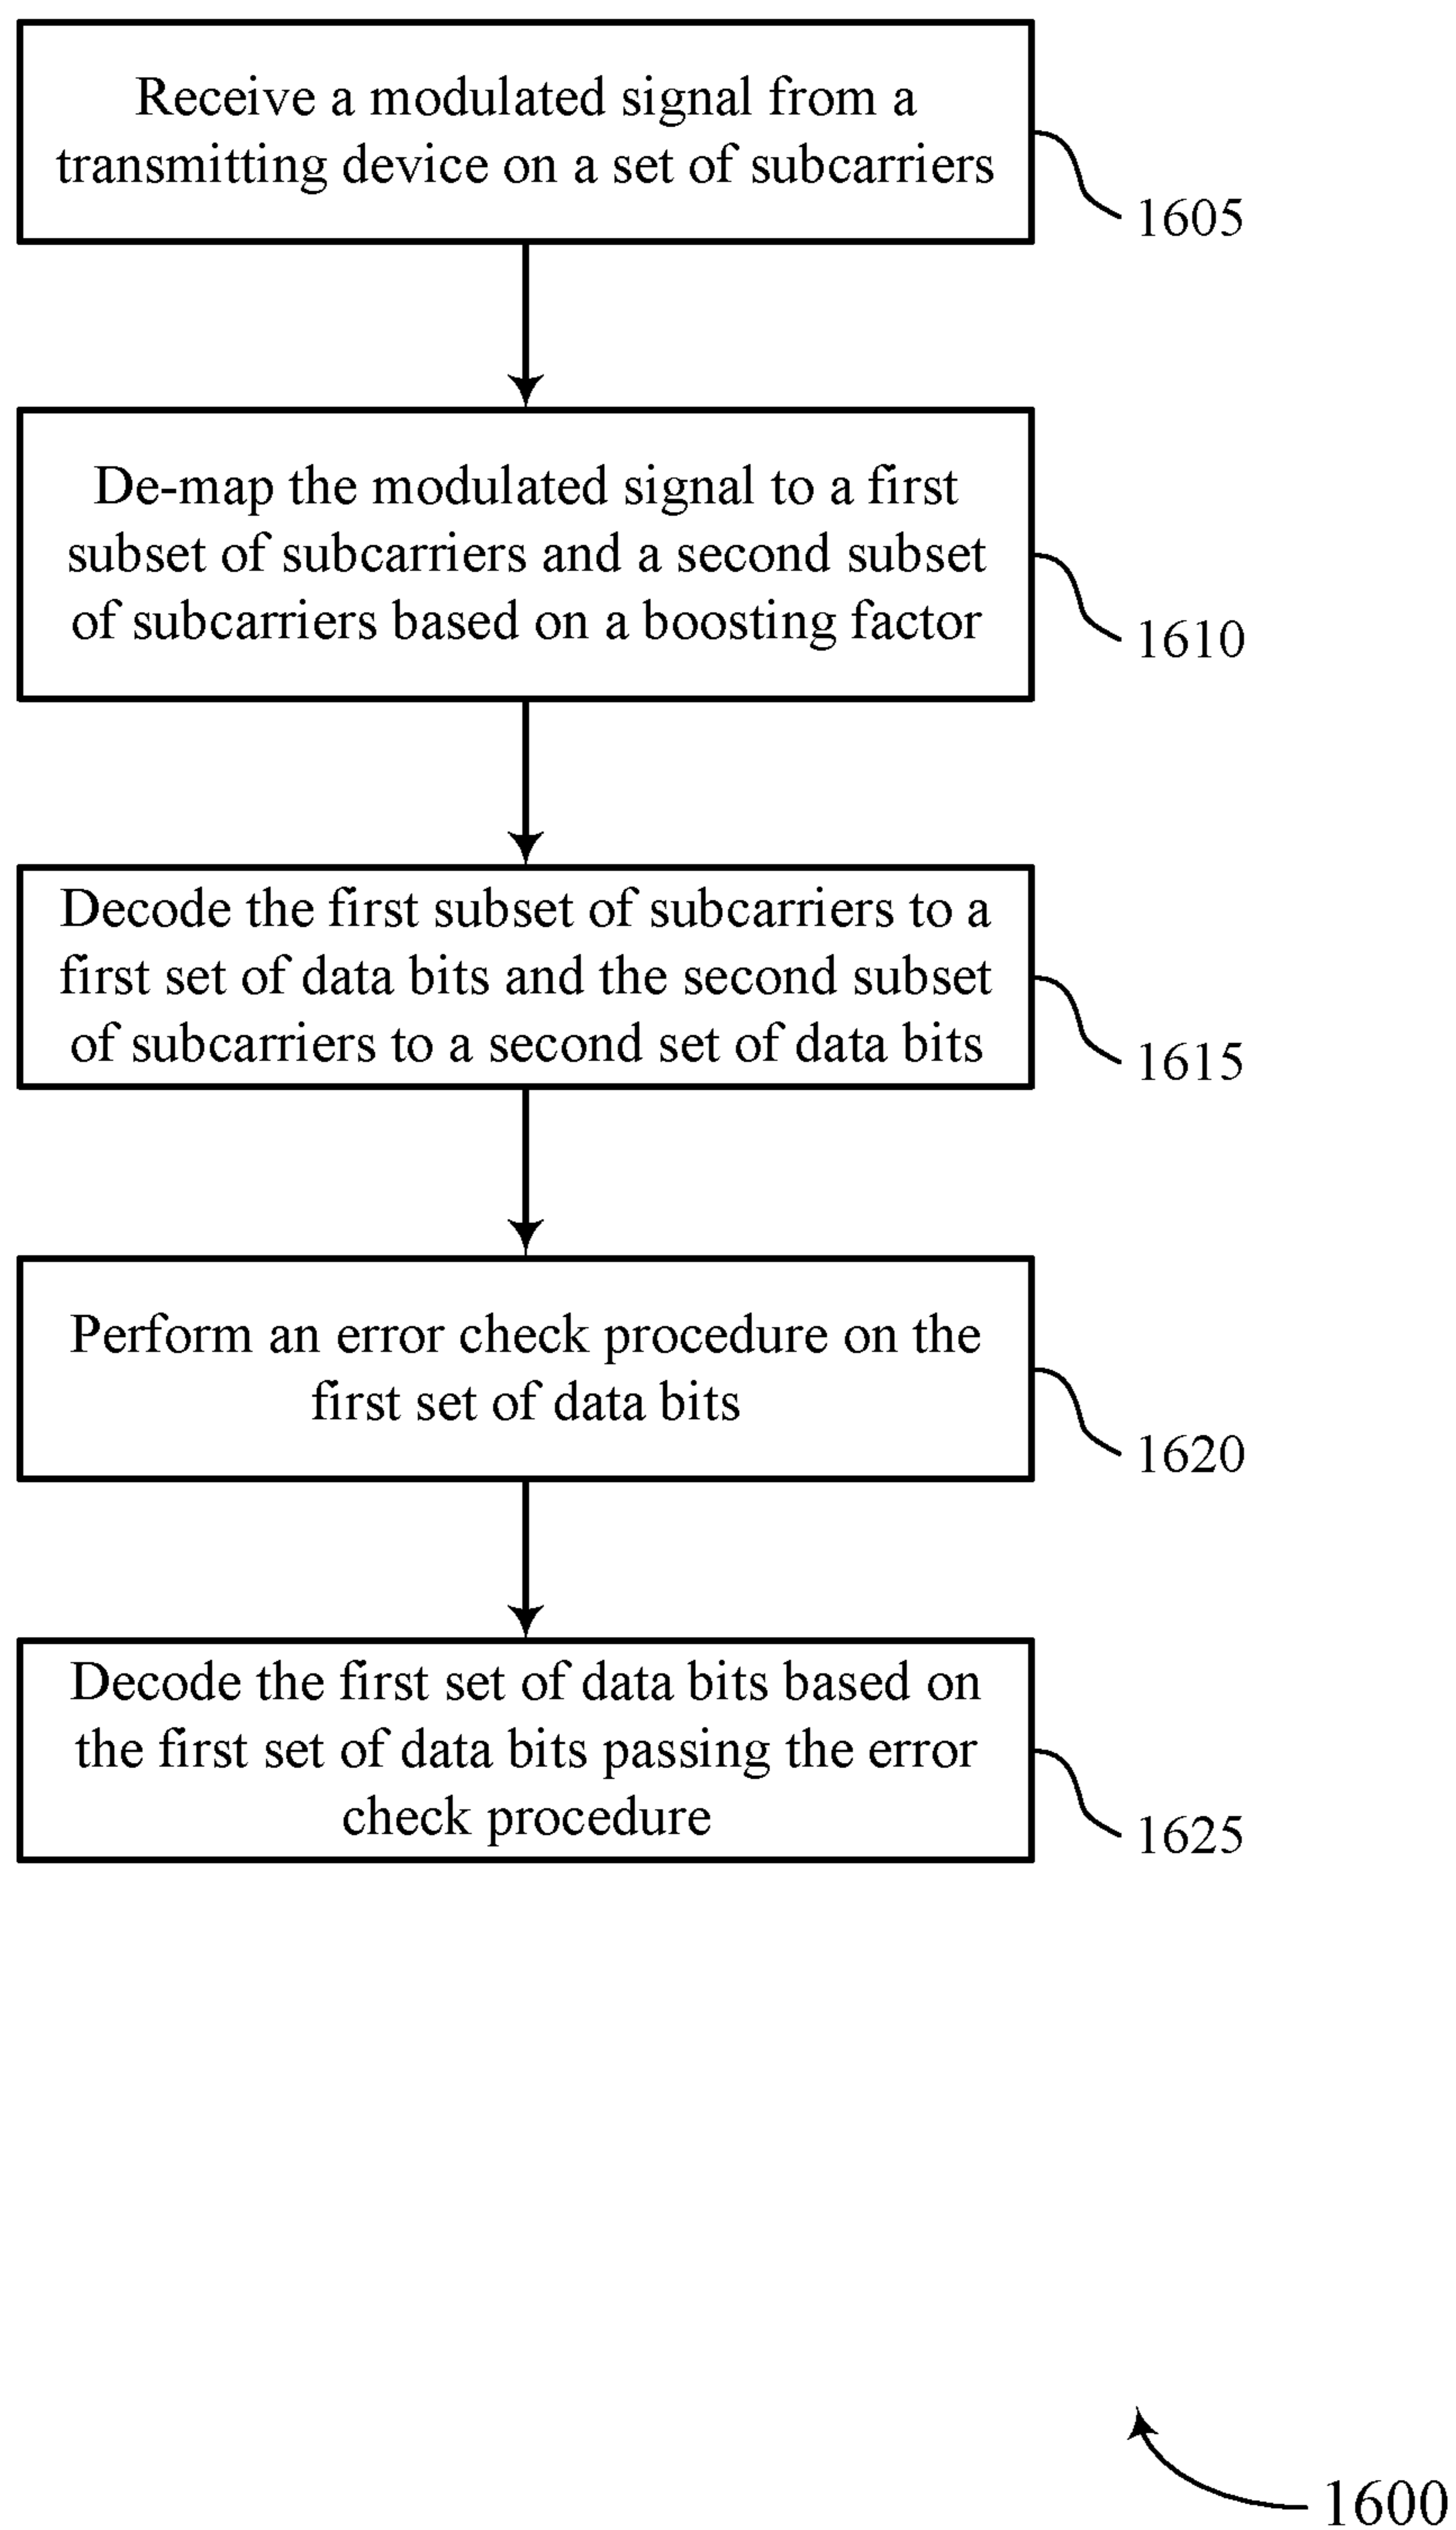 Receive a modulated signal from a
transmitting device on a set of subcarriers
1605
De-map the modulated signal to a first
subset of subcarriers and a second subset
of subcarriers based on a boosting factor
1610
Decode the first subset of subcarriers to a
first set of data bits and the second subset
of subcarriers to a second set of data bits
1615
Perform an error check procedure on the
first set of data bits
1620
Decode the first set of data bits based on
the first set of data bits passing the error
check procedure
1625
1600